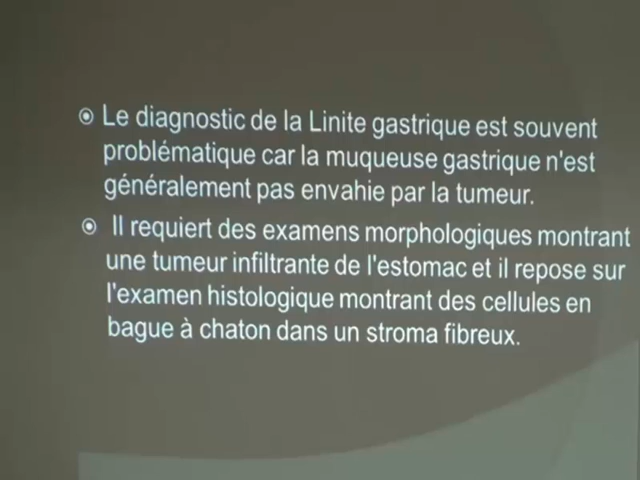 Le diagnostic de la Linite gastrique est souvent
problématique car la muqueuse gastrique n'est
généralement pas envahie par la tumeur.
Il requiert des examens morphologiques montrant
une tumeur infiltrante de l'estomac et il repose sur
l'examen histologique montrant des cellules en
bague à chaton dans un stroma fibreux.